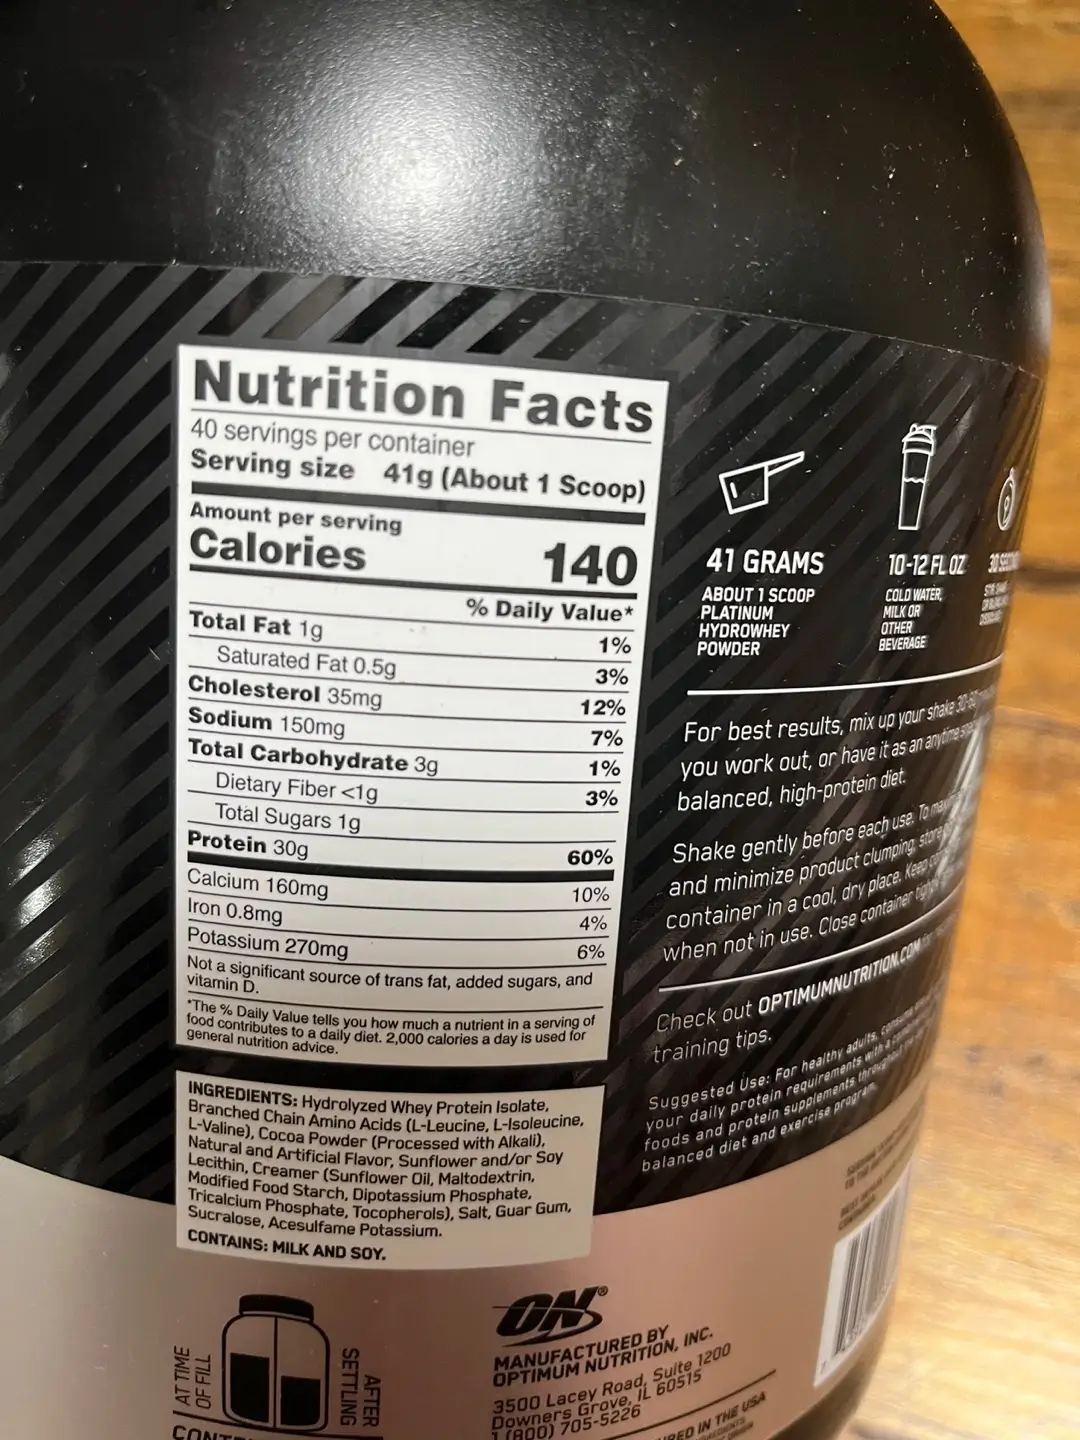 Nutrition Facts
40 servings per container
Serving size 41g (About 1 Scoop)
Amount per serving
Calories 140
% Daily Value*
Total Fat 1g 1%
Saturated Fat 0.5g 3%
Cholesterol 35mg 12%
Sodium 150mg 7%
Total Carbohydrate 3g 1%
Dietary Fiber <1g 3%
Total Sugars 1g
Protein 30g 60%
Calcium 160mg 10%
Iron 0.8mg 4%
Potassium 270mg 6%
Not a significant source of trans fat, added sugars, and
vitamin D.
*The % Daily Value tells you how much a nutrient in a serving of
food contributes to a daily diet. 2,000 calories a day is used for
general nutrition advice.
INGREDIENTS: Hydrolyzed Whey Protein Isolate,
Branched Chain Amino Acids (L-Leucine, L-Isoleucine,
L-Valine), Cocoa Powder (Processed with Alkali),
Natural and Artificial Flavor, Sunflower and/or Soy
Lecithin, Creamer (Sunflower Oil, Maltodextrin,
Modified Food Starch, Dipotassium Phosphate,
Tricalcium Phosphate, Tocopherols), Salt, Guar Gum,
Sucralose, Acesulfame Potassium.
CONTAINS: MILK AND SOY.
41 GRAMS
ABOUT 1 SCOOP
PLATINUM
HYDROWHEY
POWDER
10-12 FL OZ
COLD WATER,
MILK OR
OTHER
BEVERAGE
30
For best results, mix up your shake
you work out, or have it as an anytime
balanced, high-protein diet.
Shake gently before each use. To
and minimize product clumping, store
container in a cool, dry place. Keep
when not in use. Close container
Check out OPTIMUMNUTRITION.COM
training tips.
Suggested Use: For healthy adults,
your daily protein requirements with a
foods and protein supplements throughout
balanced diet and exercise program.
AT TIME
OF FILL
AFTER
SETTLING
ON®
MANUFACTURED BY
OPTIMUM NUTRITION, INC.
3500 Lacey Road, Suite 1200
Downers Grove, IL 60515
1 (800) 705-5226
IN THE USA